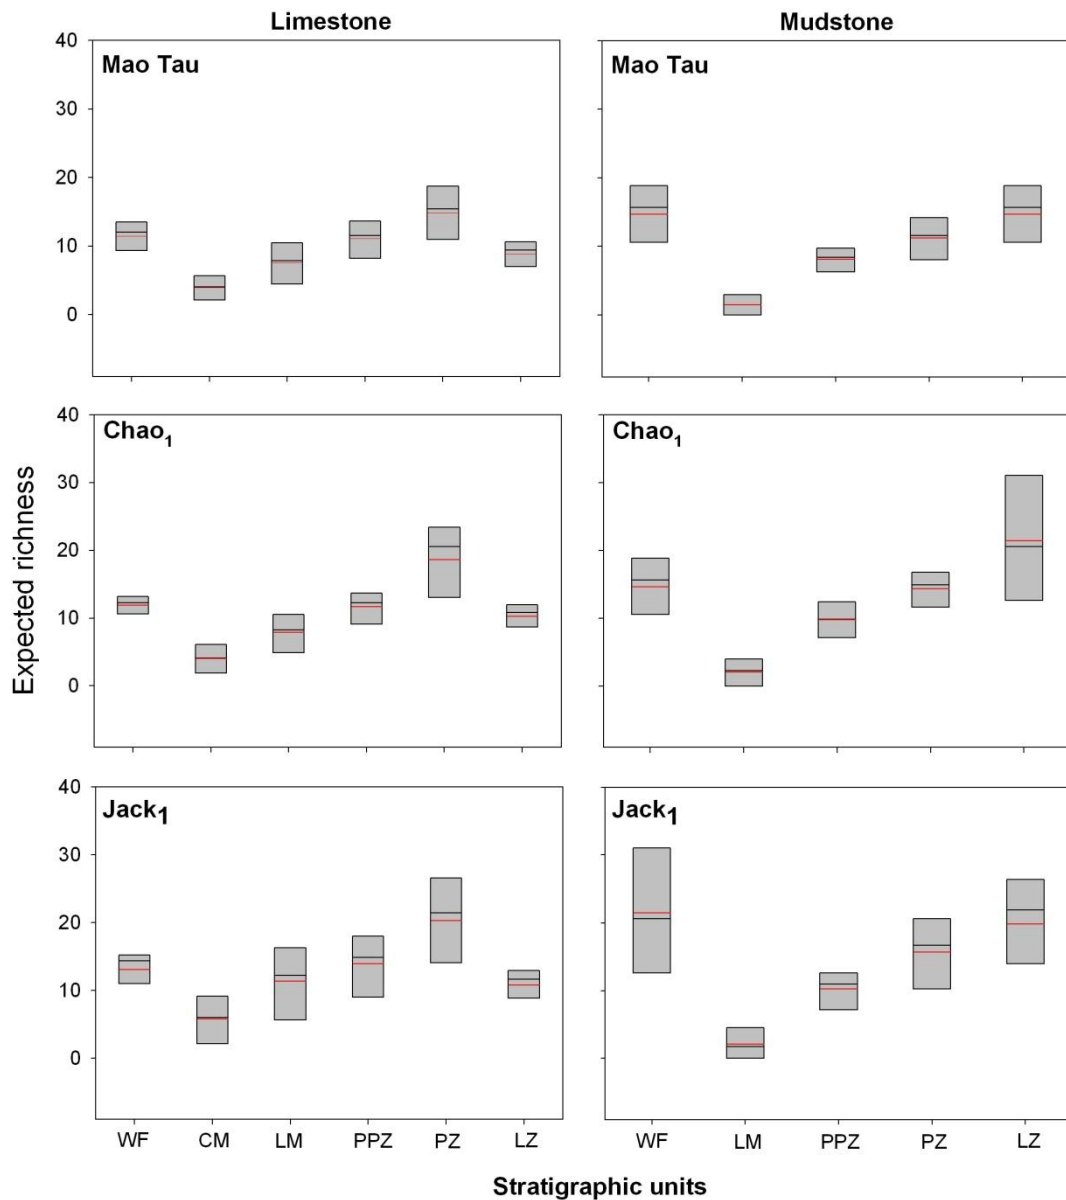 Limestone Mudstone
Mao Tau Mao Tau
40
30
20
10
0
Chao1 Chao1
40
30
20
10
0
Expected richness
Jack1 Jack1
40
30
20
10
0
WF CM LM PPZ PZ LZ WF LM PPZ PZ LZ
Stratigraphic units